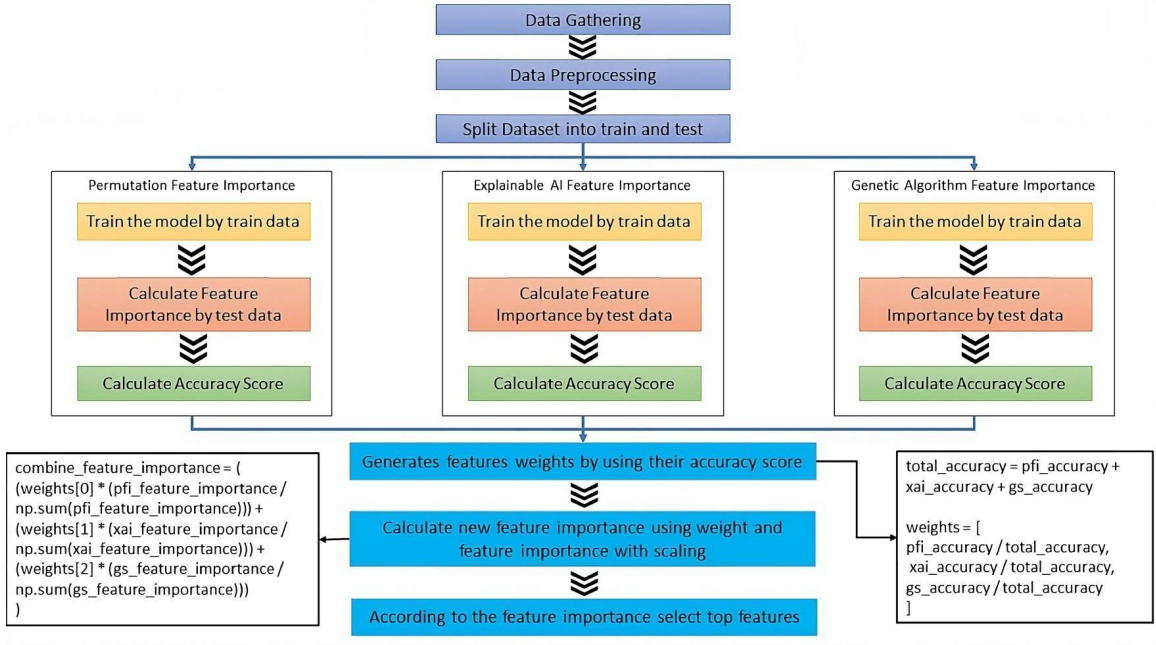 Data Gathering
Data Preprocessing
Split Dataset into train and test
Permutation Feature Importance
Train the model by train data
Calculate Feature
Importance by test data
Calculate Accuracy Score
Explainable AI Feature Importance
Train the model by train data
Calculate Feature
Importance by test data
Calculate Accuracy Score
Genetic Algorithm Feature Importance
Train the model by train data
Calculate Feature
Importance by test data
Calculate Accuracy Score
Generates features weights by using their accuracy score
total_accuracy = pfi_accuracy +
xai_accuracy + gs_accuracy
weights = [
pfi_accuracy / total_accuracy,
xai_accuracy / total_accuracy,
gs_accuracy / total_accuracy
]
Calculate new feature importance using weight and
feature importance with scaling
combine_feature_importance = (
(weights[0] * (pfi_feature_importance /
np.sum(pfi_feature_importance))) +
(weights[1] * (xai_feature_importance /
np.sum(xai_feature_importance))) +
(weights[2] * (gs_feature_importance /
np.sum(gs_feature_importance)))
)
According to the feature importance select top features